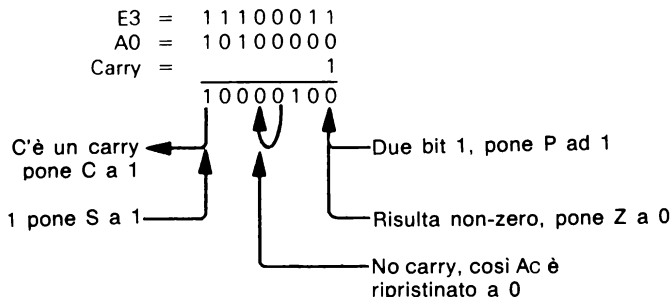 E3 = 11100011
A0 = 10100000
Carry = 1
10000100
C'è un carry
pone C a 1
Due bit 1, pone P ad 1
1 pone S a 1
Risulta non-zero, pone Z a 0
No carry, così AC è
ripristinato a 0